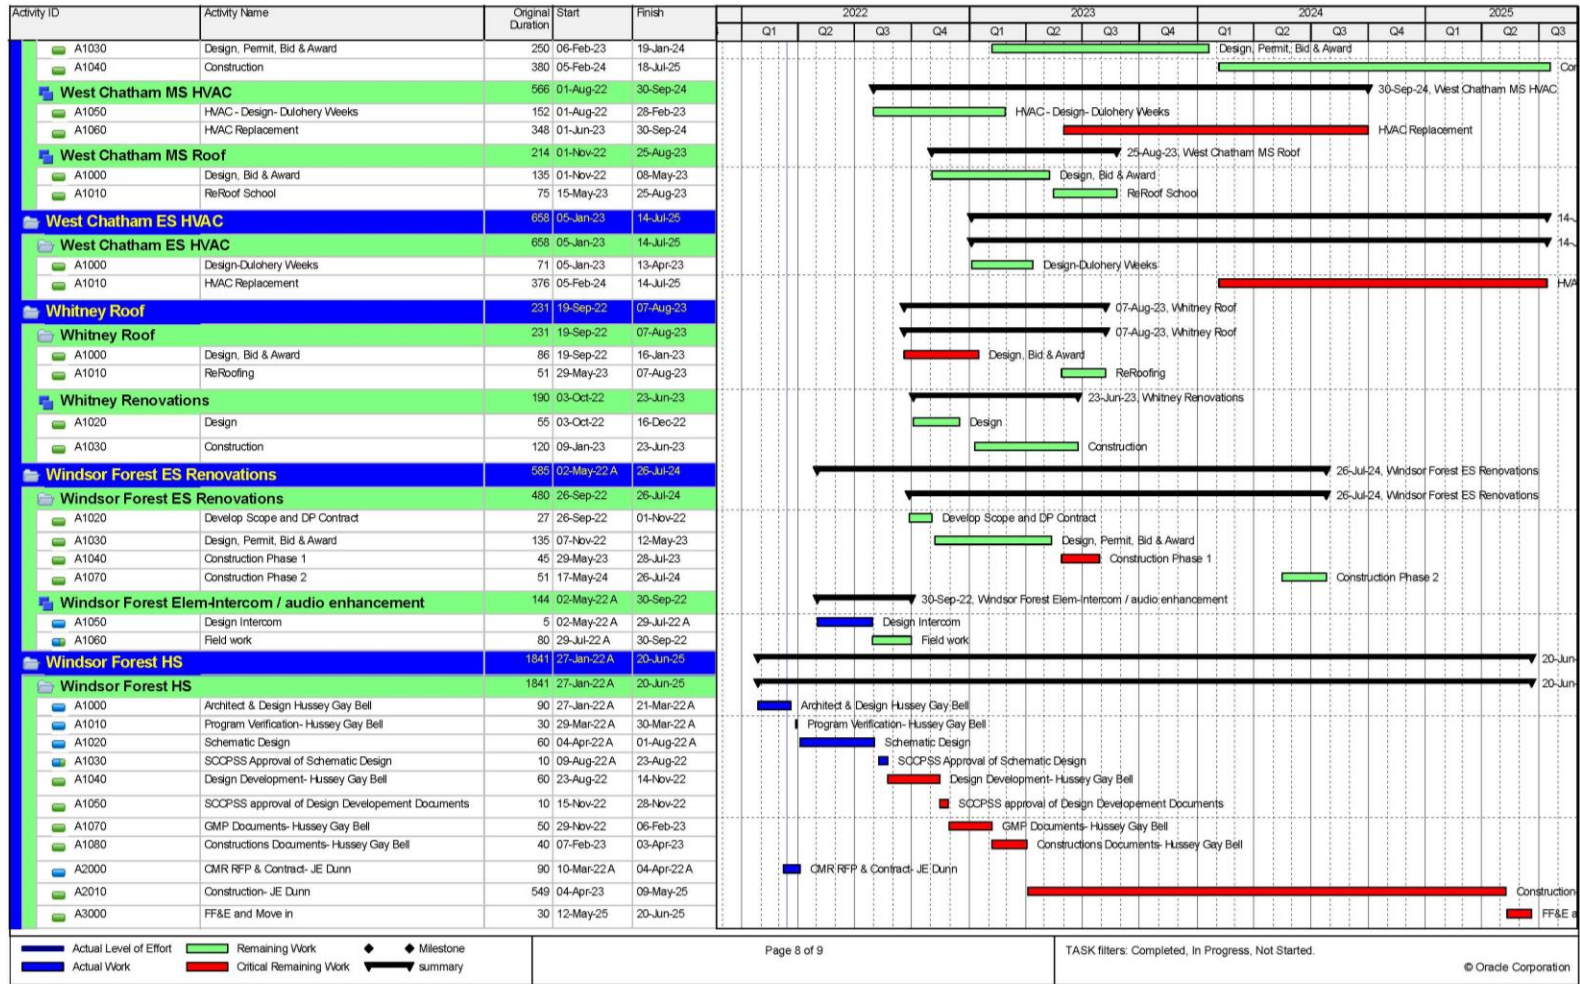 Activity ID Activity Name Original Duration Start Finish 2022 2023 2024 2025
Q1 Q2 Q3 Q4 Q1 Q2 Q3 Q4 Q1 Q2 Q3 Q4 Q1 Q2 Q3
A1030 Design, Permit, Bid & Award 250 06-Feb-23 19-Jan-24 Design, Permit, Bid & Award
A1040 Construction 380 05-Feb-24 18-Jul-25 Cor
West Chatham MS HVAC 566 01-Aug-22 30-Sep-24 30-Sep-24, West Chatham MS HVAC
A1050 HVAC - Design- Dulohery Weeks 152 01-Aug-22 28-Feb-23 HVAC - Design- Dulohery Weeks
A1060 HVAC Replacement 348 01-Jun-23 30-Sep-24 HVAC Replacement
West Chatham MS Roof 214 01-Nov-22 25-Aug-23 25-Aug-23, West Chatham MS Roof
A1000 Design, Bid & Award 135 01-Nov-22 08-May-23 Design, Bid & Award
A1010 ReRoof School 75 15-May-23 25-Aug-23 ReRoof School
West Chatham ES HVAC 658 05-Jan-23 14-Jul-25 14-J
West Chatham ES HVAC 658 05-Jan-23 14-Jul-25 14-J
A1000 Design-Dulohery Weeks 71 05-Jan-23 13-Apr-23 Design-Dulohery Weeks
A1010 HVAC Replacement 376 05-Feb-24 14-Jul-25 HVA
Whitney Roof 231 19-Sep-22 07-Aug-23 07-Aug-23, Whitney Roof
Whitney Roof 231 19-Sep-22 07-Aug-23 07-Aug-23, Whitney Roof
A1000 Design, Bid & Award 86 19-Sep-22 16-Jan-23 Design, Bid & Award
A1010 ReRoofing 51 29-May-23 07-Aug-23 ReRoofing
Whitney Renovations 190 03-Oct-22 23-Jun-23 23-Jun-23, Whitney Renovations
A1020 Design 55 03-Oct-22 16-Dec-22 Design
A1030 Construction 120 09-Jan-23 23-Jun-23 Construction
Windsor Forest ES Renovations 585 02-May-22 A 26-Jul-24 26-Jul-24, Windsor Forest ES Renovations
Windsor Forest ES Renovations 480 26-Sep-22 26-Jul-24 26-Jul-24, Windsor Forest ES Renovations
A1020 Develop Scope and DP Contract 27 26-Sep-22 01-Nov-22 Develop Scope and DP Contract
A1030 Design, Permit, Bid & Award 135 07-Nov-22 12-May-23 Design, Permit, Bid & Award
A1040 Construction Phase 1 45 29-May-23 28-Jul-23 Construction Phase 1
A1070 Construction Phase 2 51 17-May-24 26-Jul-24 Construction Phase 2
Windsor Forest Elem-Intercom / audio enhancement 144 02-May-22 A 30-Sep-22 30-Sep-22, Windsor Forest Elem-Intercom / audio enhancement
A1050 Design Intercom 5 02-May-22 A 29-Jul-22 A Design Intercom
A1060 Field work 80 29-Jul-22 A 30-Sep-22 Field work
Windsor Forest HS 1841 27-Jan-22 A 20-Jun-25 20-Jun-
Windsor Forest HS 1841 27-Jan-22 A 20-Jun-25 20-Jun-
A1000 Architect & Design Hussey Gay Bell 90 27-Jan-22 A 21-Mar-22 A Architect & Design Hussey Gay Bell
A1010 Program Verification- Hussey Gay Bell 30 29-Mar-22 A 30-Mar-22 A Program Verification- Hussey Gay Bell
A1020 Schematic Design 60 04-Apr-22 A 01-Aug-22 A Schematic Design
A1030 SCCPSS Approval of Schematic Design 10 09-Aug-22 A 23-Aug-22 SCCPSS Approval of Schematic Design
A1040 Design Development- Hussey Gay Bell 60 23-Aug-22 14-Nov-22 Design Development- Hussey Gay Bell
A1050 SCCPSS approval of Design Developement Documents 10 15-Nov-22 28-Nov-22 SCCPSS approval of Design Developement Documents
A1070 GMP Documents- Hussey Gay Bell 50 29-Nov-22 06-Feb-23 GMP Documents- Hussey Gay Bell
A1080 Constructions Documents- Hussey Gay Bell 40 07-Feb-23 03-Apr-23 Constructions Documents- Hussey Gay Bell
A2000 CMR RFP & Contract- JE Dunn 90 10-Mar-22 A 04-Apr-22 A CMR RFP & Contract- JE Dunn
A2010 Construction- JE Dunn 549 04-Apr-23 09-May-25 Construction-
A3000 FF&E and Move in 30 12-May-25 20-Jun-25 FF&E a
Actual Level of Effort Remaining Work Milestone Page 8 of 9 TASK filters: Completed, In Progress, Not Started.
Actual Work Critical Remaining Work summary © Oracle Corporation